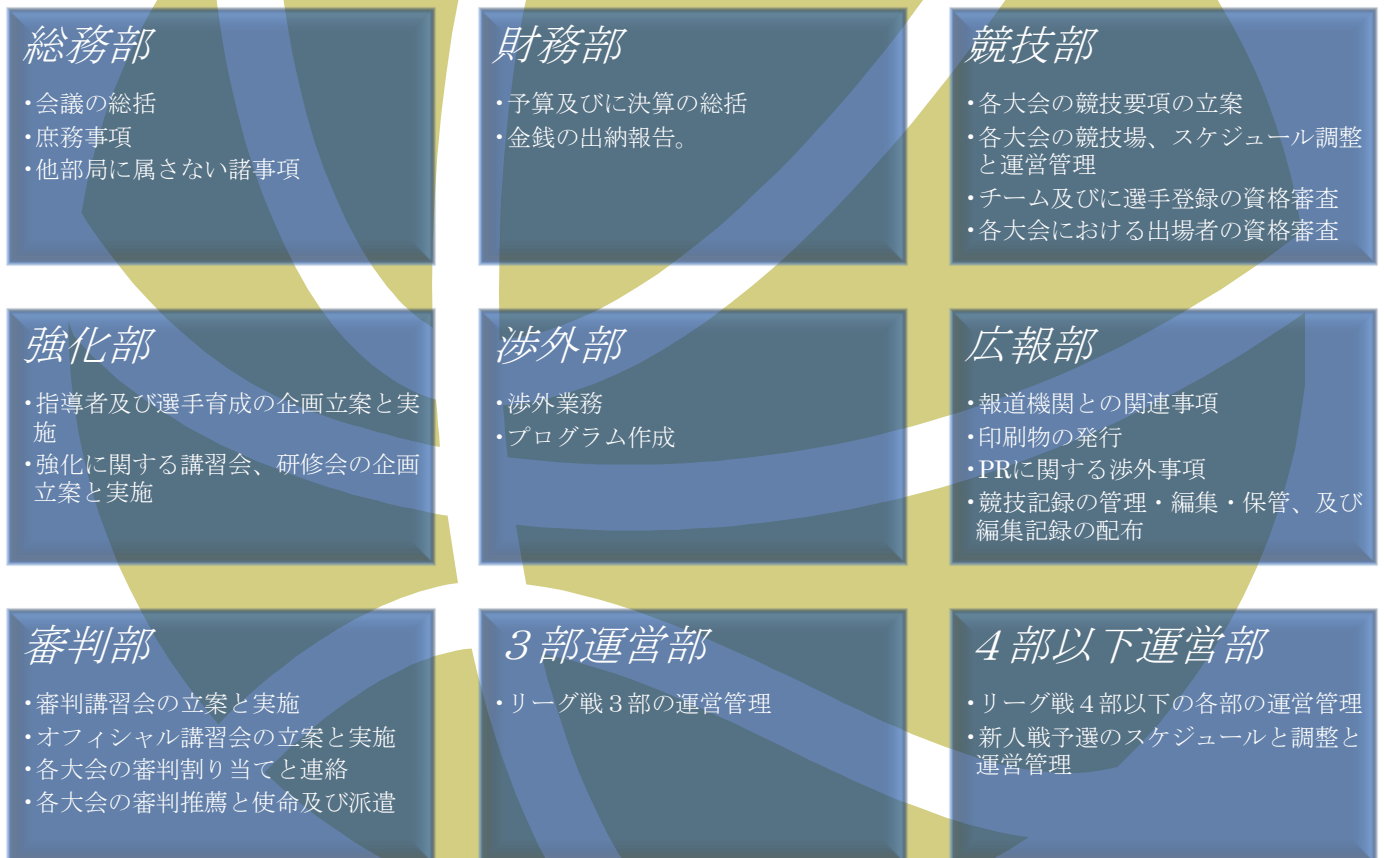 総務部
・会議の総括
・庶務事項
・他部局に属さない諸事項
財務部
・予算及びに決算の総括
・金銭の出納報告。
競技部
・各大会の競技要項の立案
・各大会の競技場、スケジュール調整
と運営管理
・チーム及びに選手登録の資格審査
・各大会における出場者の資格審査
強化部
・指導者及び選手育成の企画立案と実
施
・強化に関する講習会、研修会の企画
立案と実施
渉外部
・渉外業務
・プログラム作成
広報部
・報道機関との関連事項
・印刷物の発行
・PRに関する渉外事項
・競技記録の管理・編集・保管、及び
編集記録の配布
審判部
・審判講習会の立案と実施
・オフィシャル講習会の立案と実施
・各大会の審判割り当てと連絡
・各大会の審判推薦と使命及び派遣
３部運営部
・リーグ戦３部の運営管理
４部以下運営部
・リーグ戦４部以下の各部の運営管理
・新人戦予選のスケジュールと調整と
運営管理